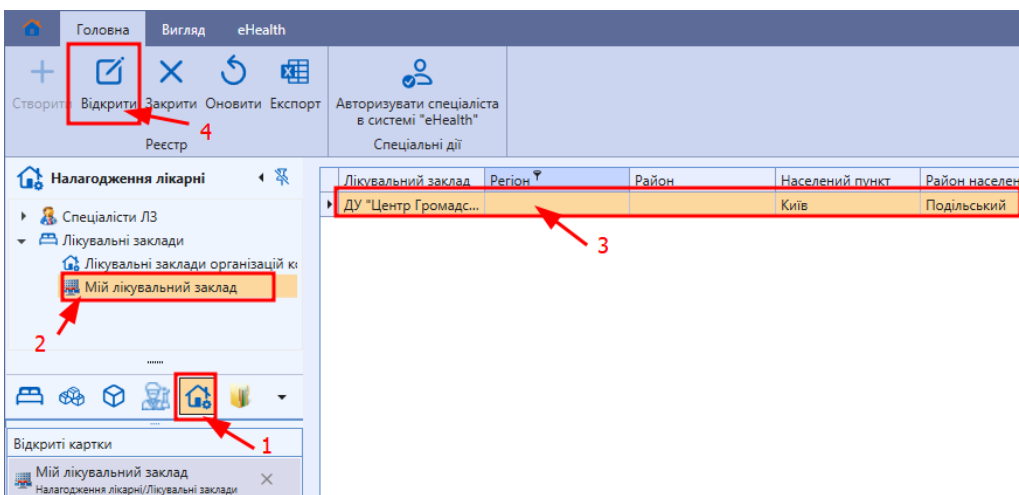 Головна Вигляд eHealth
Створити Відкрити Закрити Оновити Експорт
Авторизувати спеціаліста
в системі "eHealth"
4
Реєстр Спеціальні дії
Налагодження лікарні
Спеціалісти ЛЗ
Лікувальні заклади
Лікувальні заклади організацій
Мій лікувальний заклад
2
1
Відкриті картки
Мій лікувальний заклад
Налагодження лікарні/Лікувальні заклади
Лікувальний заклад Регіон Район Населений пункт Район населен
ДУ "Центр Громадс... Київ Подільський
3